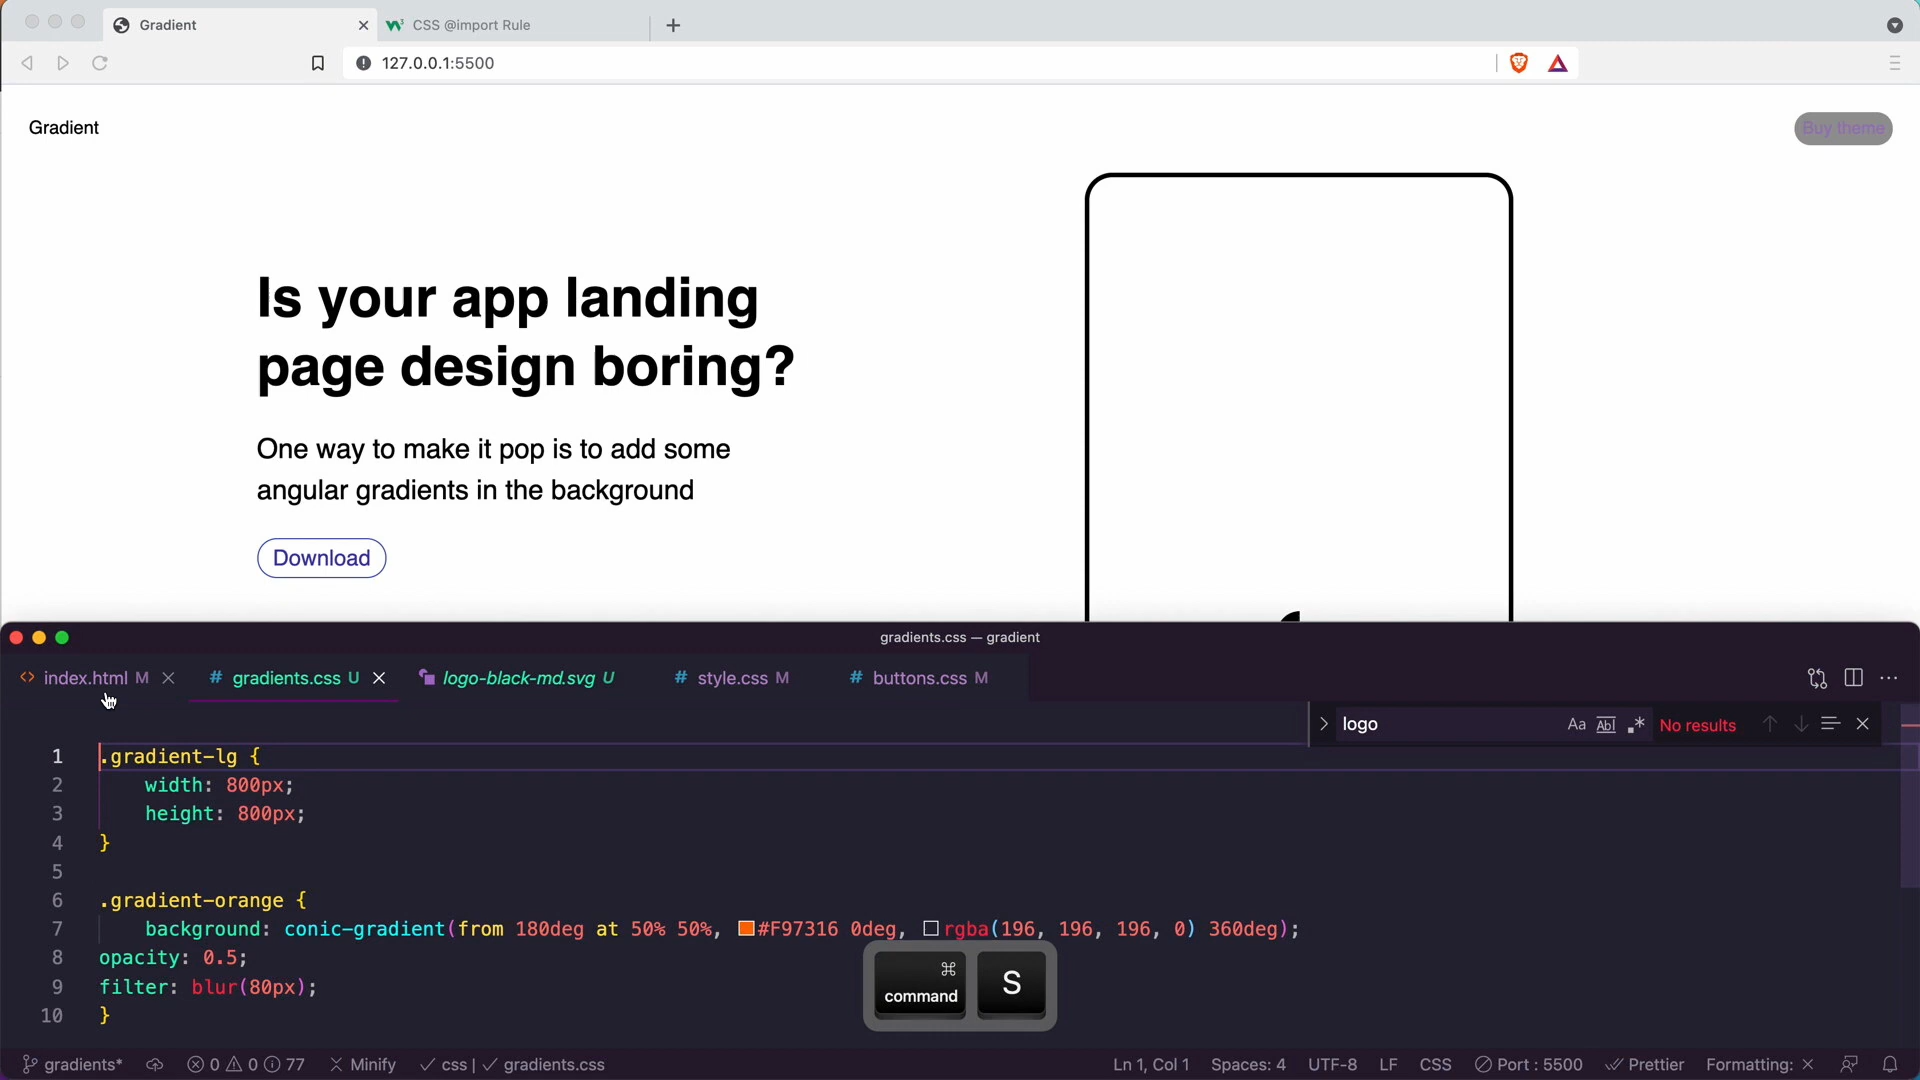 Gradient
CSS @import Rule
127.0.0.1:5500
Gradient
Buy theme
Is your app landing
page design boring?
One way to make it pop is to add some
angular gradients in the background
Download
gradients.css — gradient
index.html M
# gradients.css U
logo-black-md.svg U
# style.css M
# buttons.css M
logo
Aa
Abl
No results
1 .gradient-lg {
2 width: 800px;
3 height: 800px;
4 }
5
6 .gradient-orange {
7 background: conic-gradient(from 180deg at 50% 50%, #F97316 0deg, rgba(196, 196, 196, 0) 360deg);
8 opacity: 0.5;
9 filter: blur(80px);
10 }
⌘
command
S
gradients*
0 0 77
Minify
css | gradients.css
Ln 1, Col 1
Spaces: 4
UTF-8
LF
CSS
Port : 5500
Prettier
Formatting: ×